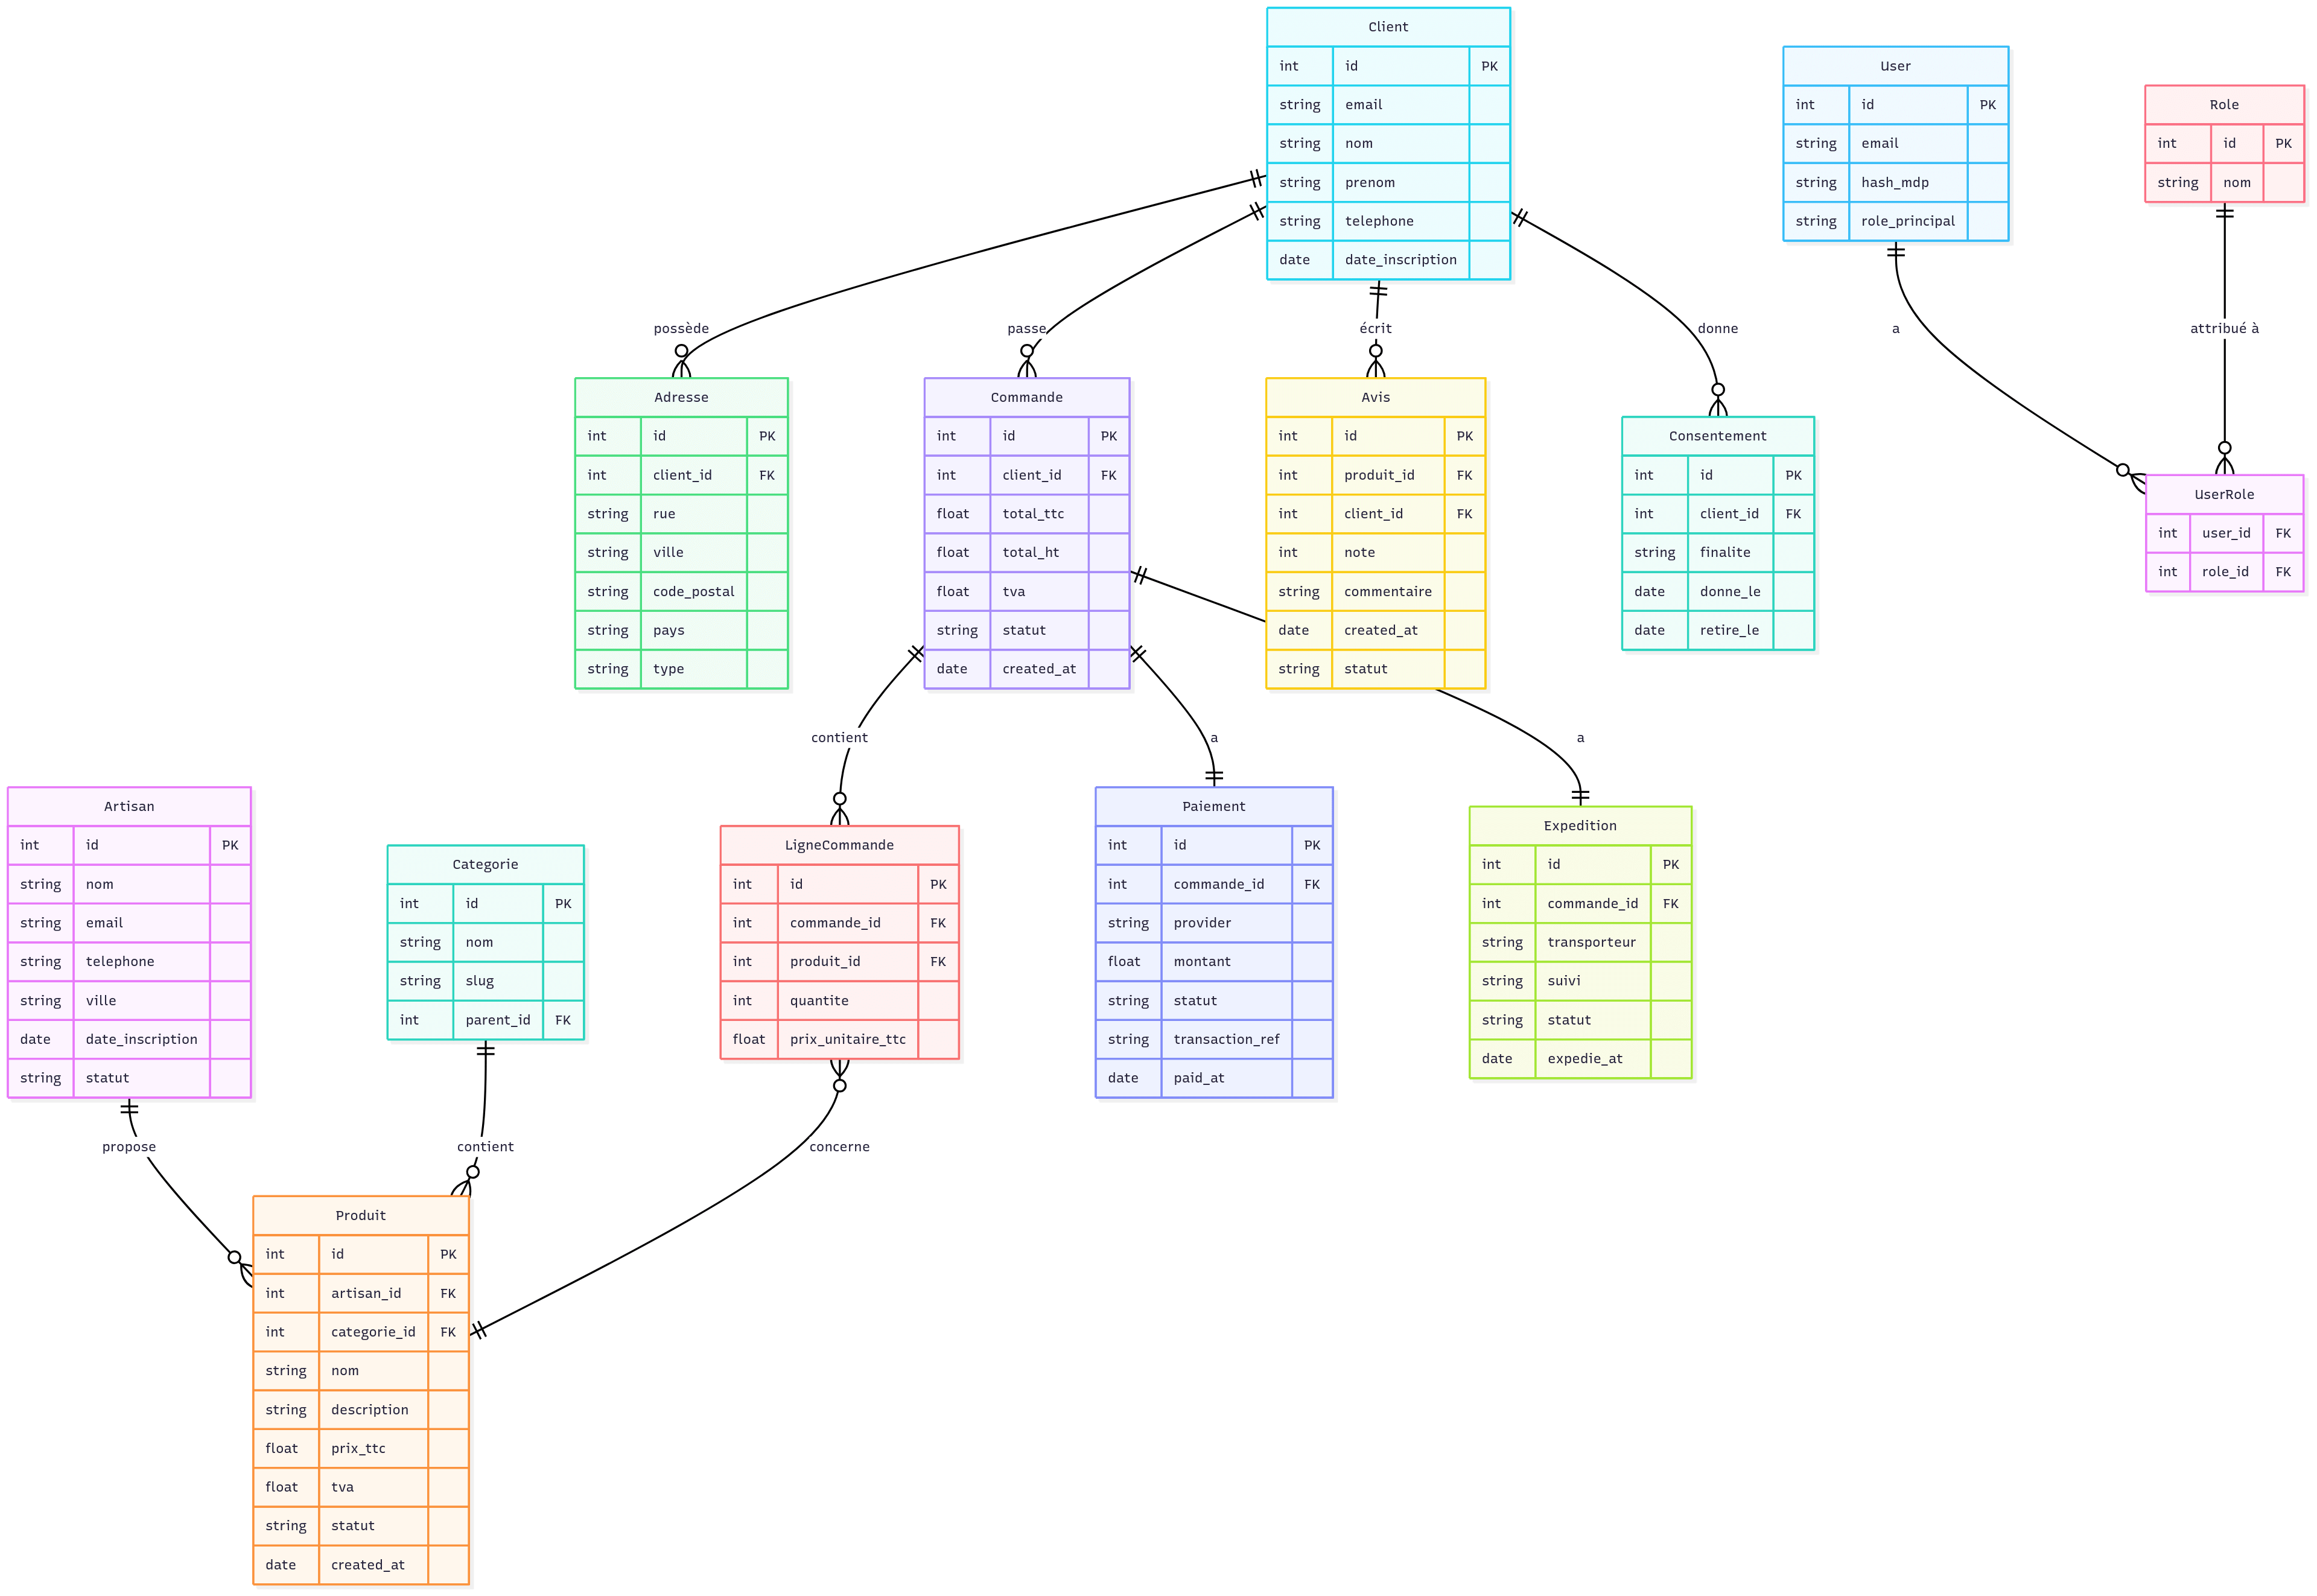 Client
int id PK
string email
string nom
string prenom
string telephone
date date_inscription
User
int id PK
string email
string hash_mdp
string role_principal
Role
int id PK
string nom
possède
passe
écrit
donne
a
attribué à
Adresse
int id PK
int client_id FK
string rue
string ville
string code_postal
string pays
string type
Commande
int id PK
int client_id FK
float total_ttc
float total_ht
float tva
string statut
date created_at
Avis
int id PK
int produit_id FK
int client_id FK
int note
string commentaire
date created_at
string statut
Consentement
int id PK
int client_id FK
string finalite
date donne_le
date retire_le
UserRole
int user_id FK
int role_id FK
contient
a
a
Artisan
int id PK
string nom
string email
string telephone
string ville
date date_inscription
string statut
Categorie
int id PK
string nom
string slug
int parent_id FK
LigneCommande
int id PK
int commande_id FK
int produit_id FK
int quantite
float prix_unitaire_ttc
Paiement
int id PK
int commande_id FK
string provider
float montant
string statut
string transaction_ref
date paid_at
Expedition
int id PK
int commande_id FK
string transporteur
string suivi
string statut
date expedie_at
propose
contient
concerne
Produit
int id PK
int artisan_id FK
int categorie_id FK
string nom
string description
float prix_ttc
float tva
string statut
date created_at